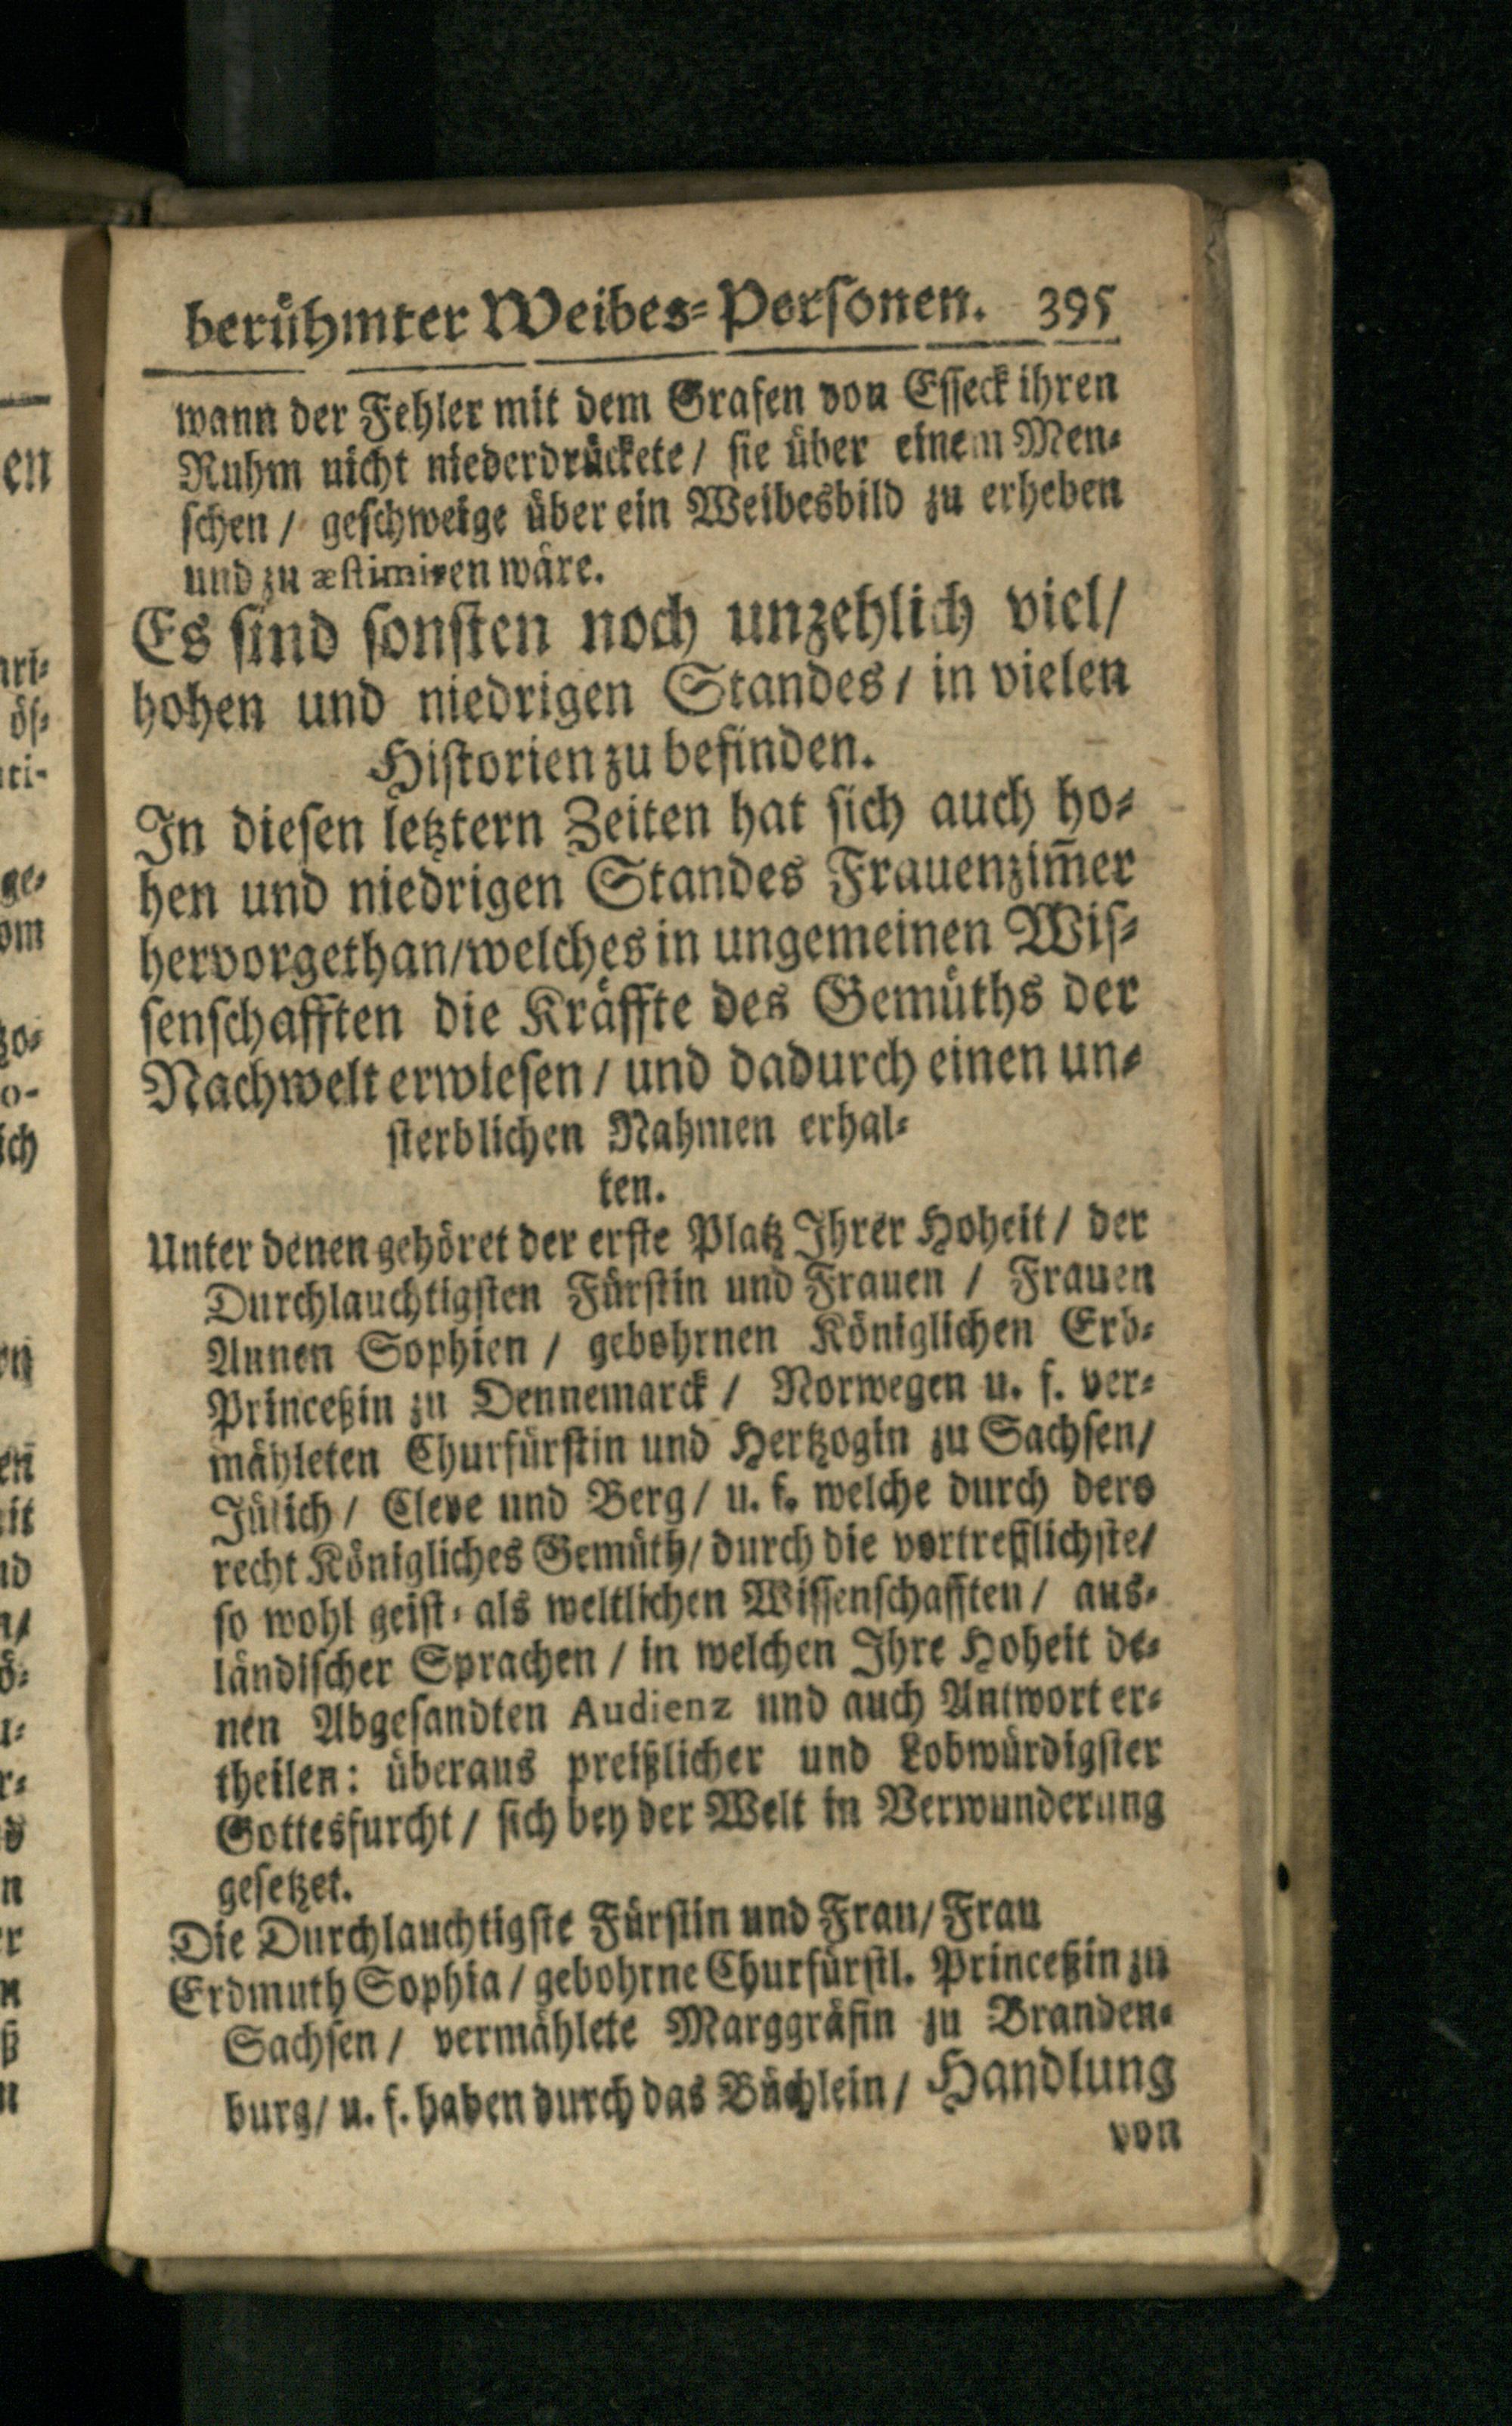 berühmter Weibes-Personen. 395
wann der Fehler mit dem Grafen von Esseck ihren
Ruhm nicht niederdrückete / sie über einem Men-
schen / geschweige über ein Weibesbild zu erheben
und zu æstimiren wäre.
Es sind sonsten noch unzehlich viel /
hohen und niedrigen Standes / in vielen
Historien zu befinden.
In diesen letztern Zeiten hat sich auch ho-
hen und niedrigen Standes Frauenzim̃er
hervorgethan / welches in ungemeinen Wis-
senschafften die Kräffte des Gemüths der
Nachwelt erwiesen / und dadurch einen un-
sterblichen Nahmen erhal-
ten.
Unter denen gehöret der erste Platz Ihrer Hoheit / der
Durchlauchtigsten Fürstin und Frauen / Frauen
Annen Sophien / gebohrnen Königlichen Erb-
Princeßin zu Dennemarck / Norwegen u. f. ver-
mähleten Churfürstin und Hertzogin zu Sachsen /
Jülich / Cleve und Berg / u. f. welche durch dero
recht Königliches Gemüth / durch die vortrefflichste /
so wohl geist- als weltlichen Wissenschafften / aus-
ländischer Sprachen / in welchen Ihre Hoheit de-
nen Abgesandten Audienz und auch Antwort er-
theilen: überaus preißlicher und Lobwürdigster
Gottesfurcht / sich bey der Welt in Verwunderung
gesetzet.
Die Durchlauchtigste Fürstin und Frau / Frau
Erdmuth Sophia / gebohrne Churfürstl. Princeßin zu
Sachsen / vermählete Marggräfin zu Branden-
burg / u. f. haben durch das Büchlein / Handlung
von